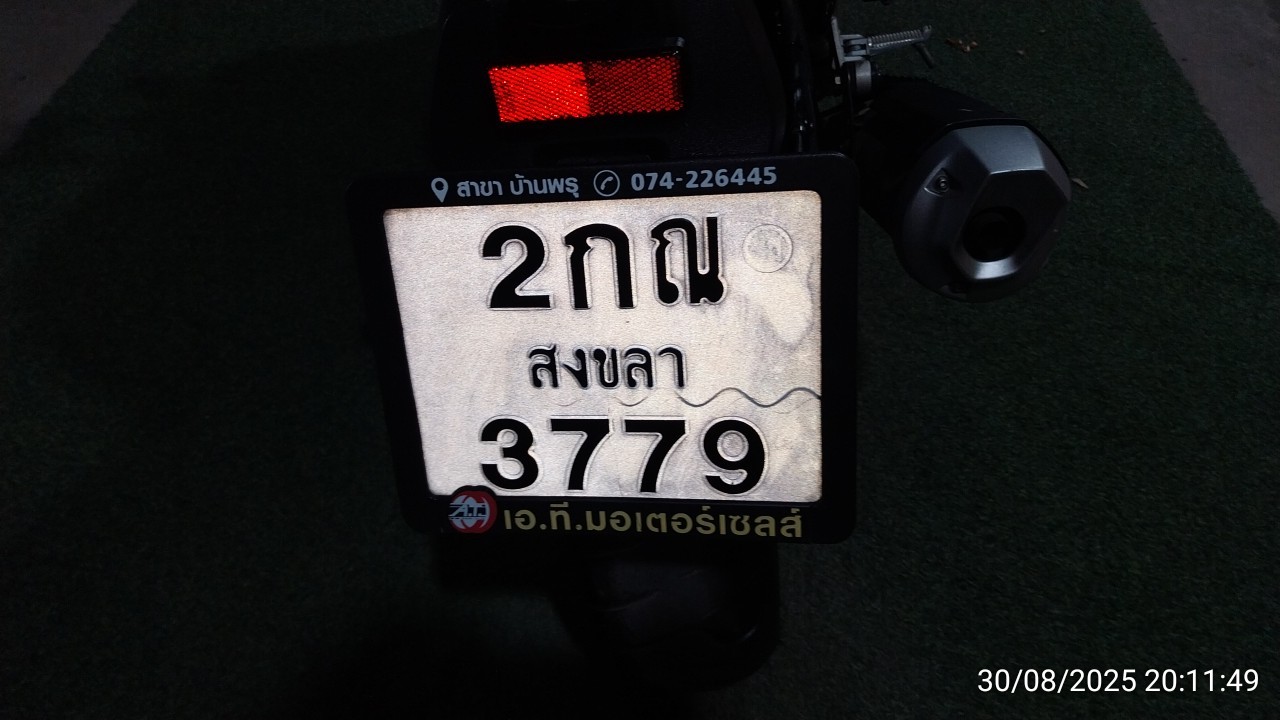 สาขา บ้านพรุ 074-226445
2กณ
สงขลา
3779
เอ.ที.มอเตอร์เซลส์
30/08/2025 20:11:49